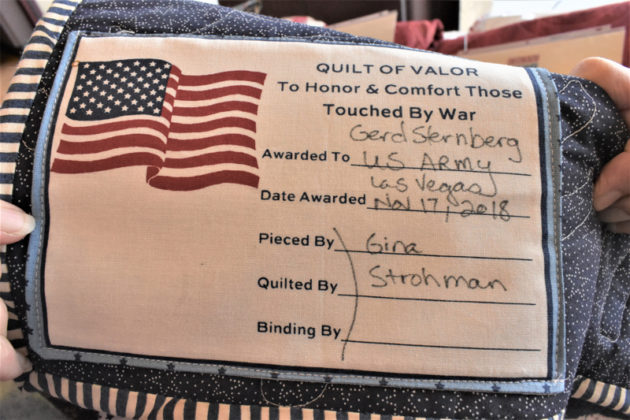 QUILT OF VALOR
To Honor & Comfort Those
Touched By War
Gerd Sternberg
Awarded To US ARMY
Las Vegas
Date Awarded Nov 17, 2018
Pieced By Gina
Quilted By Strohman
Binding By